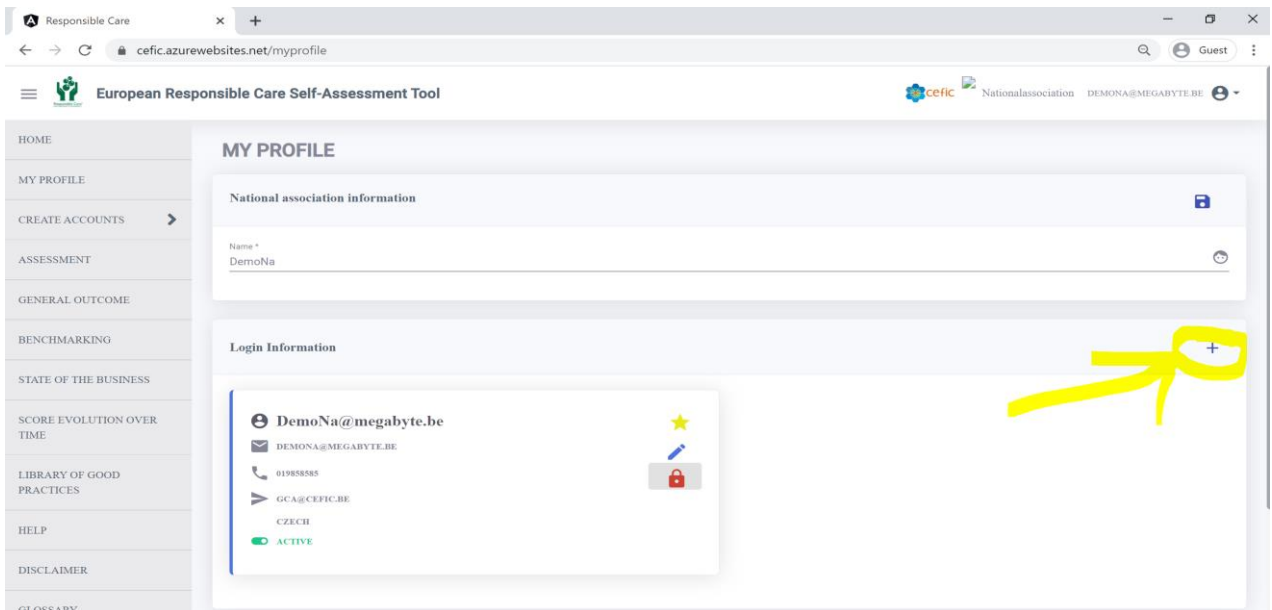 Responsible Care
cefic.azurewebsites.net/myprofile
Guest
European Responsible Care Self-Assessment Tool
cefic
Nationalassociation
DEMONA@MEGABYTE.BE
HOME
MY PROFILE
CREATE ACCOUNTS
ASSESSMENT
GENERAL OUTCOME
BENCHMARKING
STATE OF THE BUSINESS
SCORE EVOLUTION OVER
TIME
LIBRARY OF GOOD
PRACTICES
HELP
DISCLAIMER
GLOSSARY
MY PROFILE
National association information
Name *
DemoNa
Login Information
DemoNa@megabyte.be
DEMONA@MEGABYTE.BE
019858585
GCA@CEFIC.BE
CZECH
ACTIVE